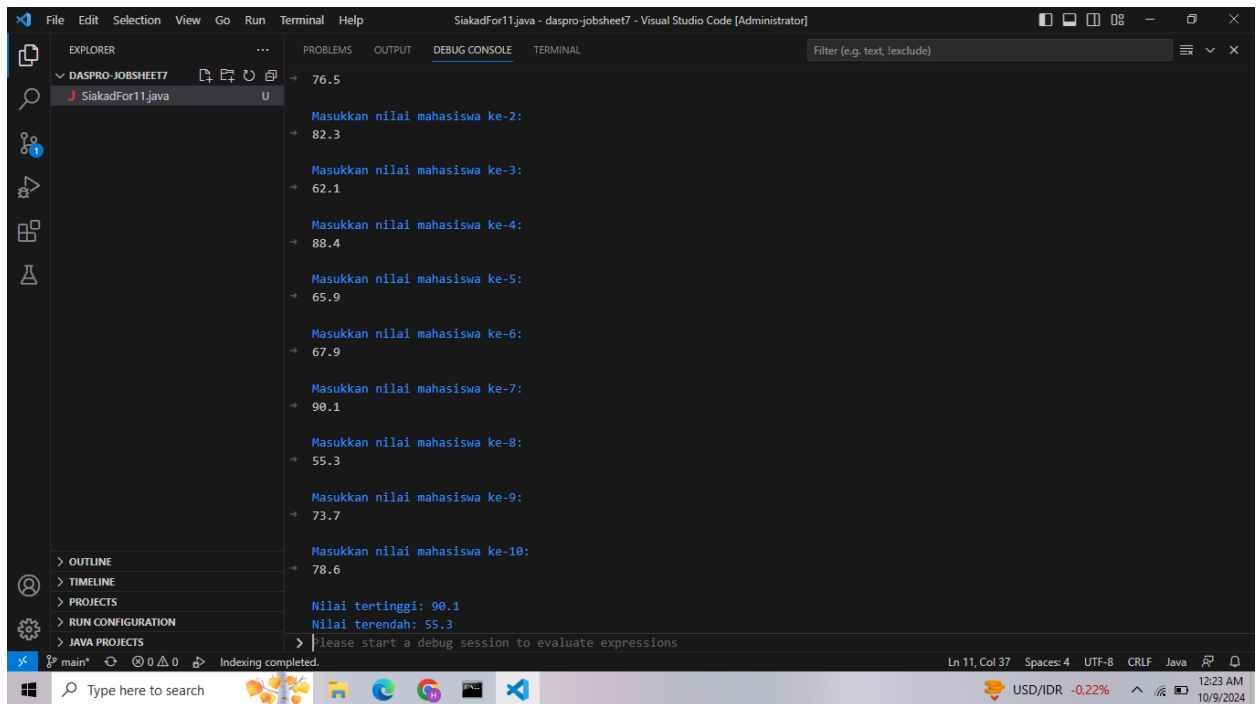 File Edit Selection View Go Run Terminal Help SiakadFor11.java - daspro-jobsheet7 - Visual Studio Code [Administrator]
EXPLORER
PROBLEMS OUTPUT DEBUG CONSOLE TERMINAL
Filter (e.g. text, !exclude)
DASPRO-JOBSHEET7
J SiakadFor11.java U
1
76.5
Masukkan nilai mahasiswa ke-2:
82.3
Masukkan nilai mahasiswa ke-3:
62.1
Masukkan nilai mahasiswa ke-4:
88.4
Masukkan nilai mahasiswa ke-5:
65.9
Masukkan nilai mahasiswa ke-6:
67.9
Masukkan nilai mahasiswa ke-7:
90.1
Masukkan nilai mahasiswa ke-8:
55.3
Masukkan nilai mahasiswa ke-9:
73.7
Masukkan nilai mahasiswa ke-10:
78.6
Nilai tertinggi: 90.1
Nilai terendah: 55.3
Please start a debug session to evaluate expressions
OUTLINE
TIMELINE
PROJECTS
RUN CONFIGURATION
JAVA PROJECTS
main* 0 0 Indexing completed. Ln 11, Col 37 Spaces: 4 UTF-8 CRLF Java
Type here to search
USD/IDR -0,22%
12:23 AM
10/9/2024